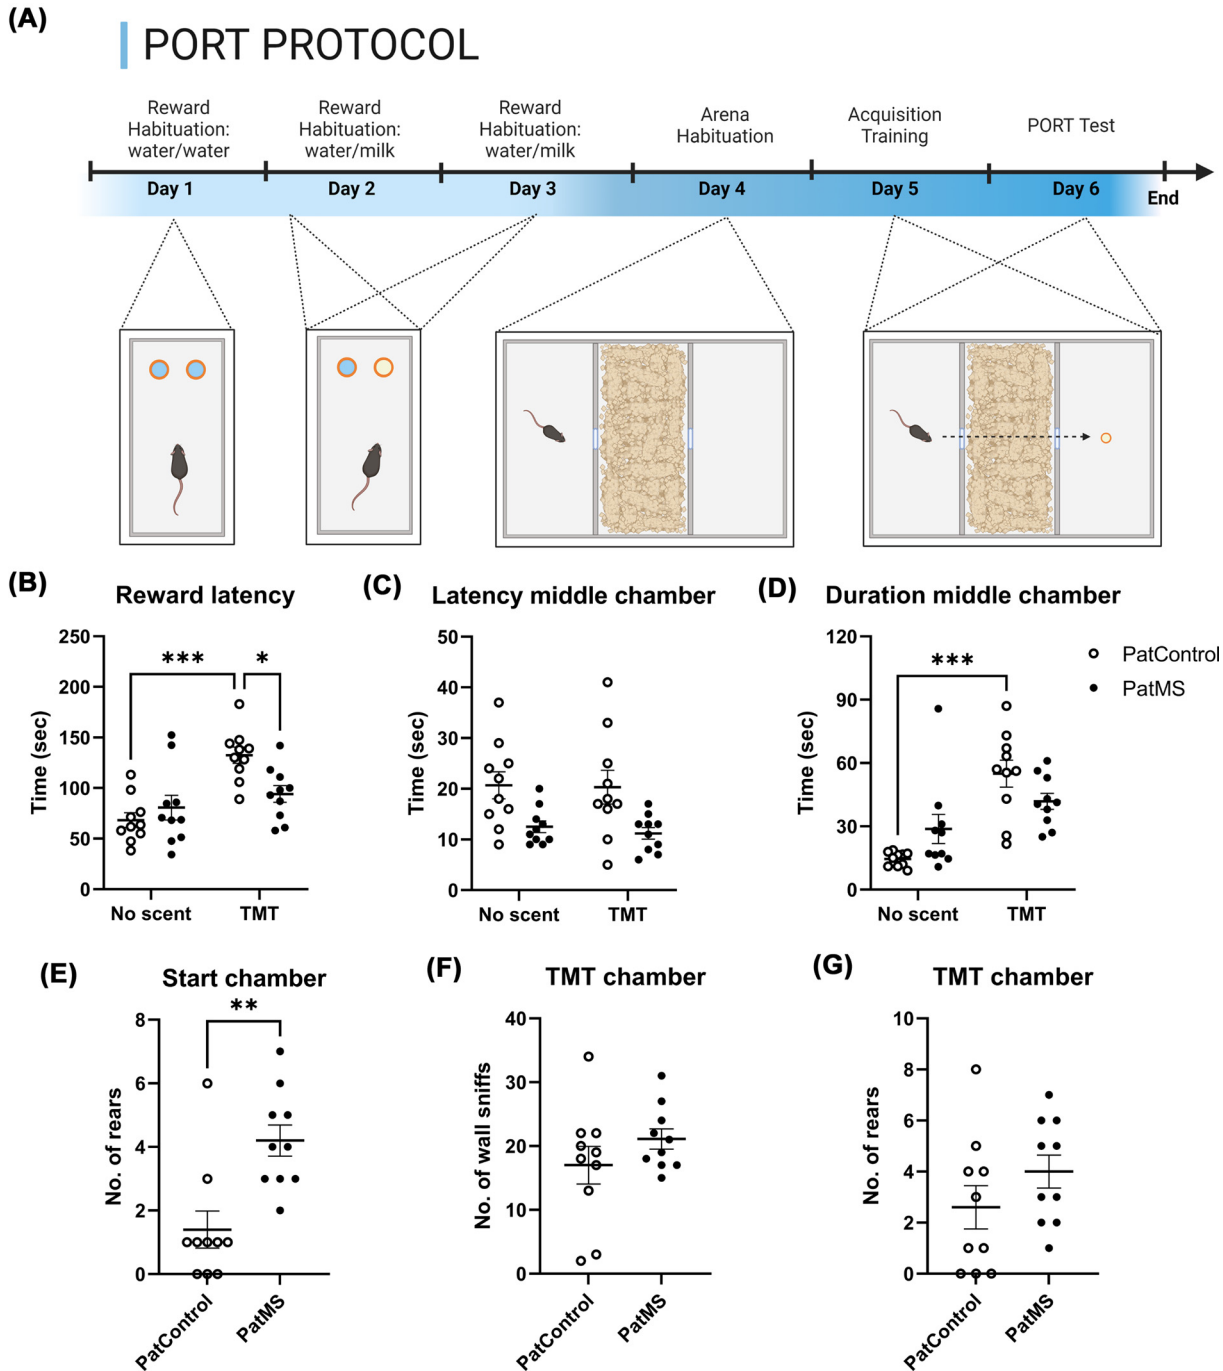 (A)
PORT PROTOCOL
Reward
Habituation:
water/water
Reward
Habituation:
water/milk
Reward
Habituation:
water/milk
Arena
Habituation
Acquisition
Training
PORT Test
Day 1
Day 2
Day 3
Day 4
Day 5
Day 6
End
(B)
Reward latency
Time (sec)
250
200
150
100
50
0
***
*
No scent
TMT
(C)
Latency middle chamber
Time (sec)
50
40
30
20
10
0
No scent
TMT
(D)
Duration middle chamber
Time (sec)
120
90
60
30
0
***
No scent
TMT
PatControl
PatMS
(E)
Start chamber
No. of rears
8
6
4
2
0
**
PatControl
PatMS
(F)
TMT chamber
No. of wall sniffs
40
30
20
10
0
PatControl
PatMS
(G)
TMT chamber
No. of rears
10
8
6
4
2
0
PatControl
PatMS